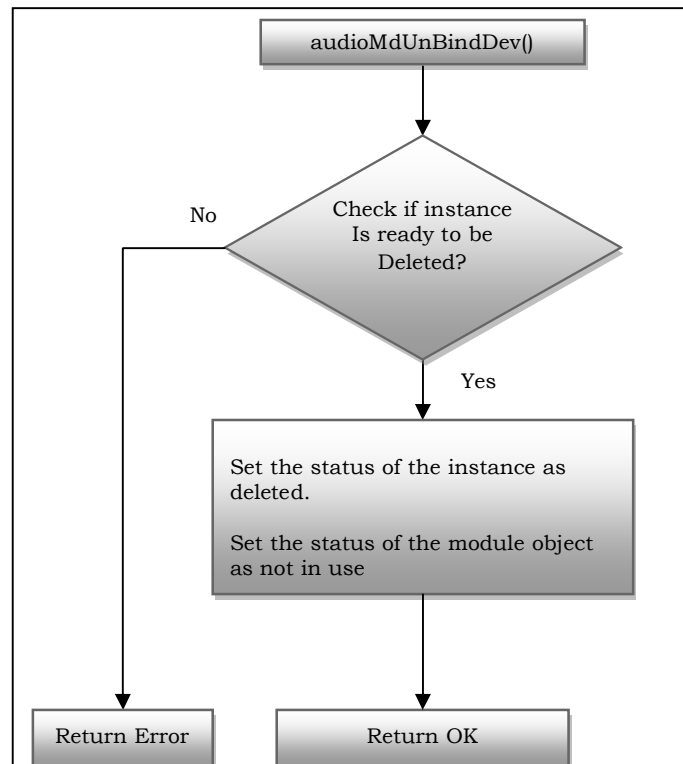 audioMdUnBindDev()
No
Check if instance
Is ready to be
Deleted?
Yes
Set the status of the instance as
deleted.
Set the status of the module object
as not in use
Return Error
Return OK